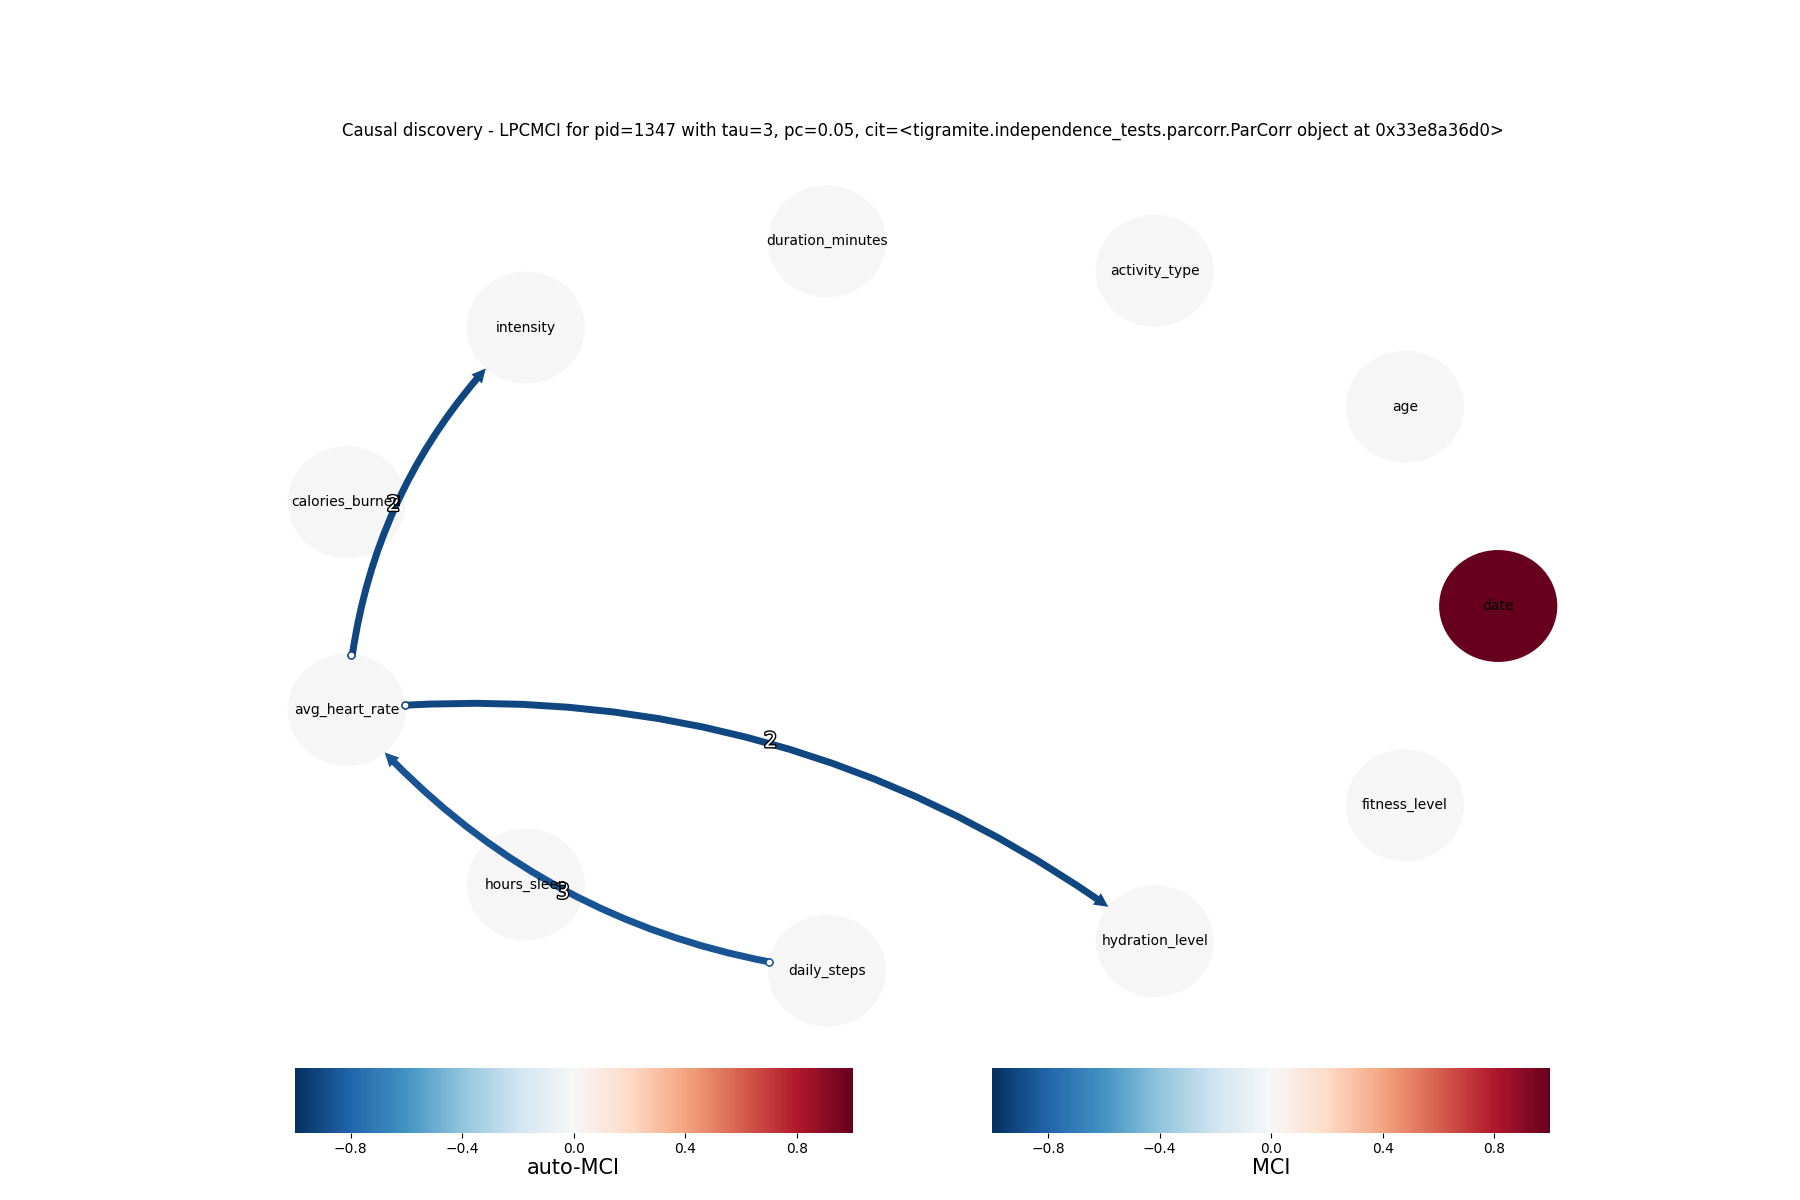 Causal discovery - LPCMCI for pid=1347 with tau=3, pc=0.05, cit=<tigramite.independence_tests.parcorr.ParCorr object at 0x33e8a36d0>
duration_minutes
activity_type
intensity
age
calories_burned
2
date
avg_heart_rate
2
fitness_level
hours_sleep
3
hydration_level
daily_steps
−0.8 −0.4 0.0 0.4 0.8
auto-MCI
−0.8 −0.4 0.0 0.4 0.8
MCI